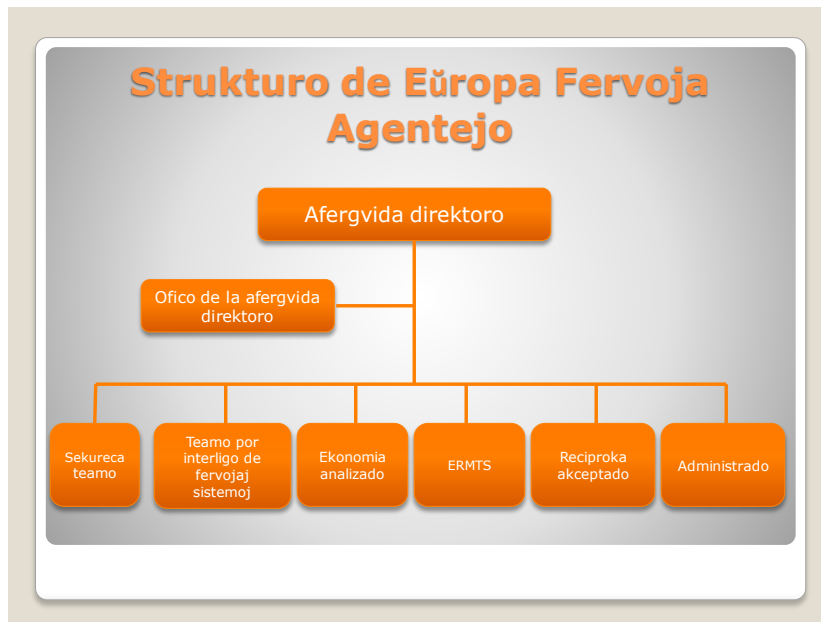 Strukturo de Eŭropa Fervoja
Agentejo
Afergvida direktoro
Ofico de la afergvida
direktoro
Sekureca
teamo
Teamo por
interligo de
fervojaj
sistemoj
Ekonomia
analizado
ERMTS
Reciproka
akceptado
Administrado